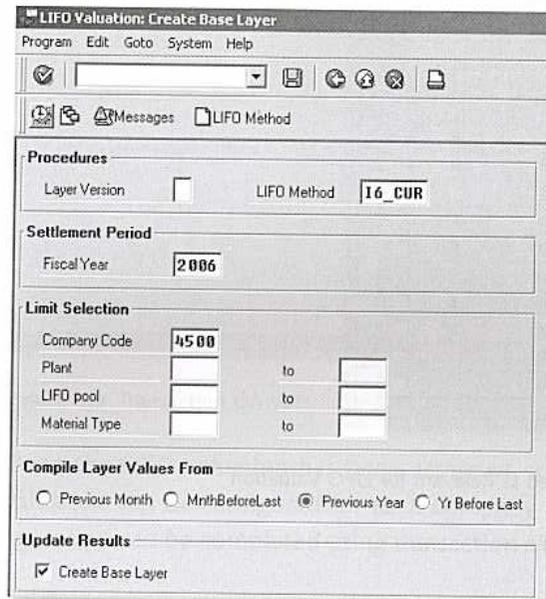 LIFO Valuation: Create Base Layer
Program Edit Goto System Help
Messages LIFO Method
Procedures
Layer Version LIFO Method I6_CUR
Settlement Period
Fiscal Year 2006
Limit Selection
Company Code 4500
Plant to
LIFO pool to
Material Type to
Compile Layer Values From
Previous Month MnthBeforeLast Previous Year Yr Before Last
Update Results
Create Base Layer